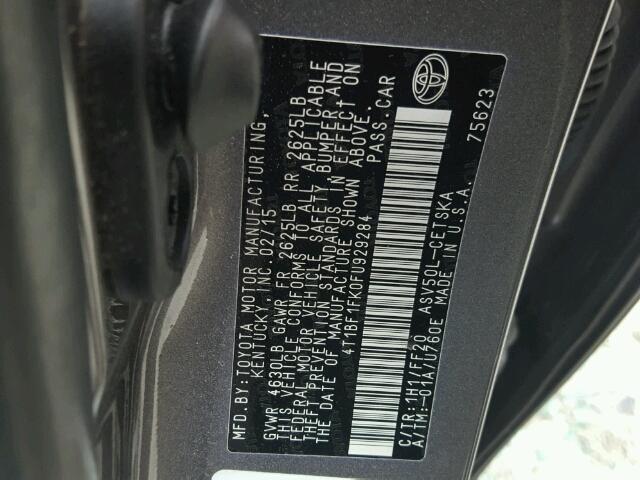 MFD.BY: TOYOTA MOTOR MANUFACTURING,
KENTUCKY, INC. 02/15
GVWR 4630LB GAWR FR 2625LB RR 2625LB
THIS VEHICLE CONFORMS TO ALL APPLICABLE
FEDERAL MOTOR VEHICLE SAFETY, BUMPER AND
THEFT PREVENTION STANDARDS IN EFFECT ON
THE DATE OF MANUFACTURE SHOWN ABOVE.
4T1BF1FK0FU929284 PASS.CAR
C/TR: 1H1/FF20 ASV50L-CETSKA
A/TM: -01A/U760E MADE IN U.S.A. 75623